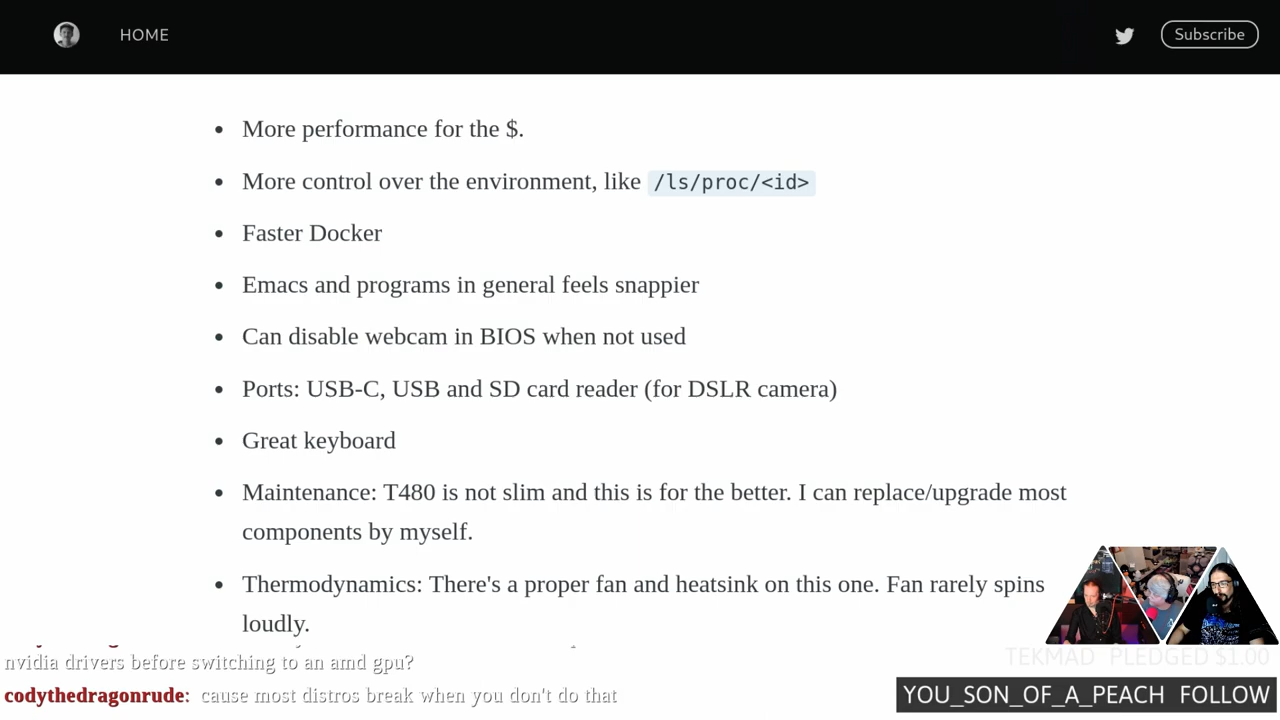 HOME
Subscribe
More performance for the $.
More control over the environment, like /ls/proc/<id>
Faster Docker
Emacs and programs in general feels snappier
Can disable webcam in BIOS when not used
Ports: USB-C, USB and SD card reader (for DSLR camera)
Great keyboard
Maintenance: T480 is not slim and this is for the better. I can replace/upgrade most
components by myself.
Thermodynamics: There's a proper fan and heatsink on this one. Fan rarely spins
loudly.
nvidia drivers before switching to an amd gpu?
codythedragonrude: cause most distros break when you don't do that
TEKMAD PLEDGED $1.00
YOU_SON_OF_A_PEACH FOLLOW